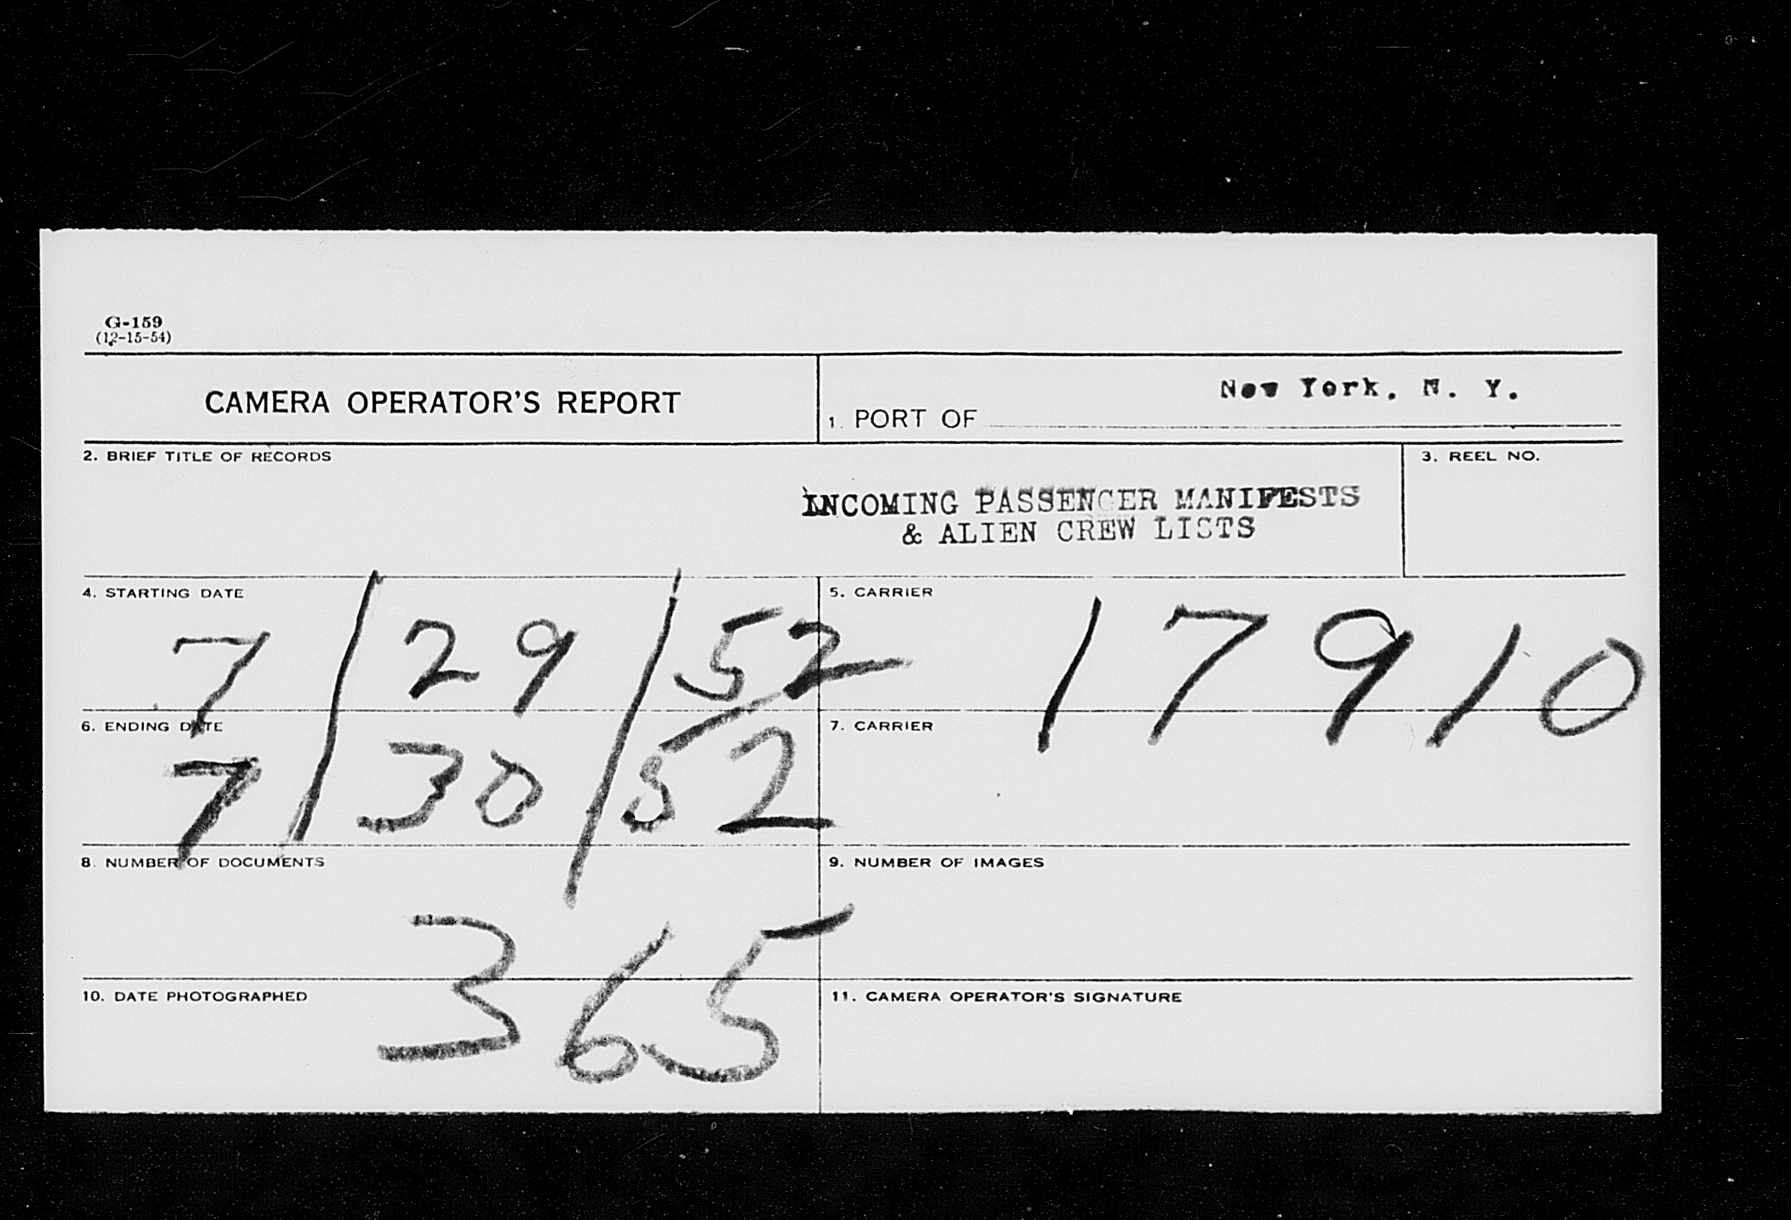 G-159
(12-15-54)
CAMERA OPERATOR'S REPORT
1. PORT OF New York, N. Y.
2. BRIEF TITLE OF RECORDS
INCOMING PASSENGER MANIFESTS
& ALIEN CREW LISTS
3. REEL NO.
4. STARTING DATE
7/29/52
5. CARRIER
17910
6. ENDING DATE
7/30/52
7. CARRIER
8. NUMBER OF DOCUMENTS
365
9. NUMBER OF IMAGES
10. DATE PHOTOGRAPHED
11. CAMERA OPERATOR'S SIGNATURE